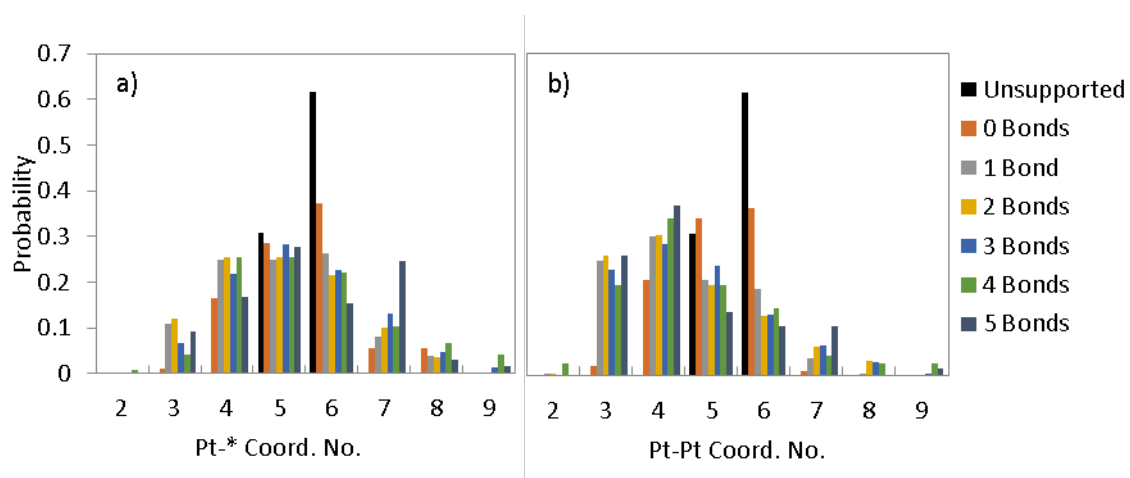 a)
b)
Probability
0.7
0.6
0.5
0.4
0.3
0.2
0.1
0
2 3 4 5 6 7 8 9
Pt-* Coord. No.
2 3 4 5 6 7 8 9
Pt-Pt Coord. No.
Unsupported
0 Bonds
1 Bond
2 Bonds
3 Bonds
4 Bonds
5 Bonds